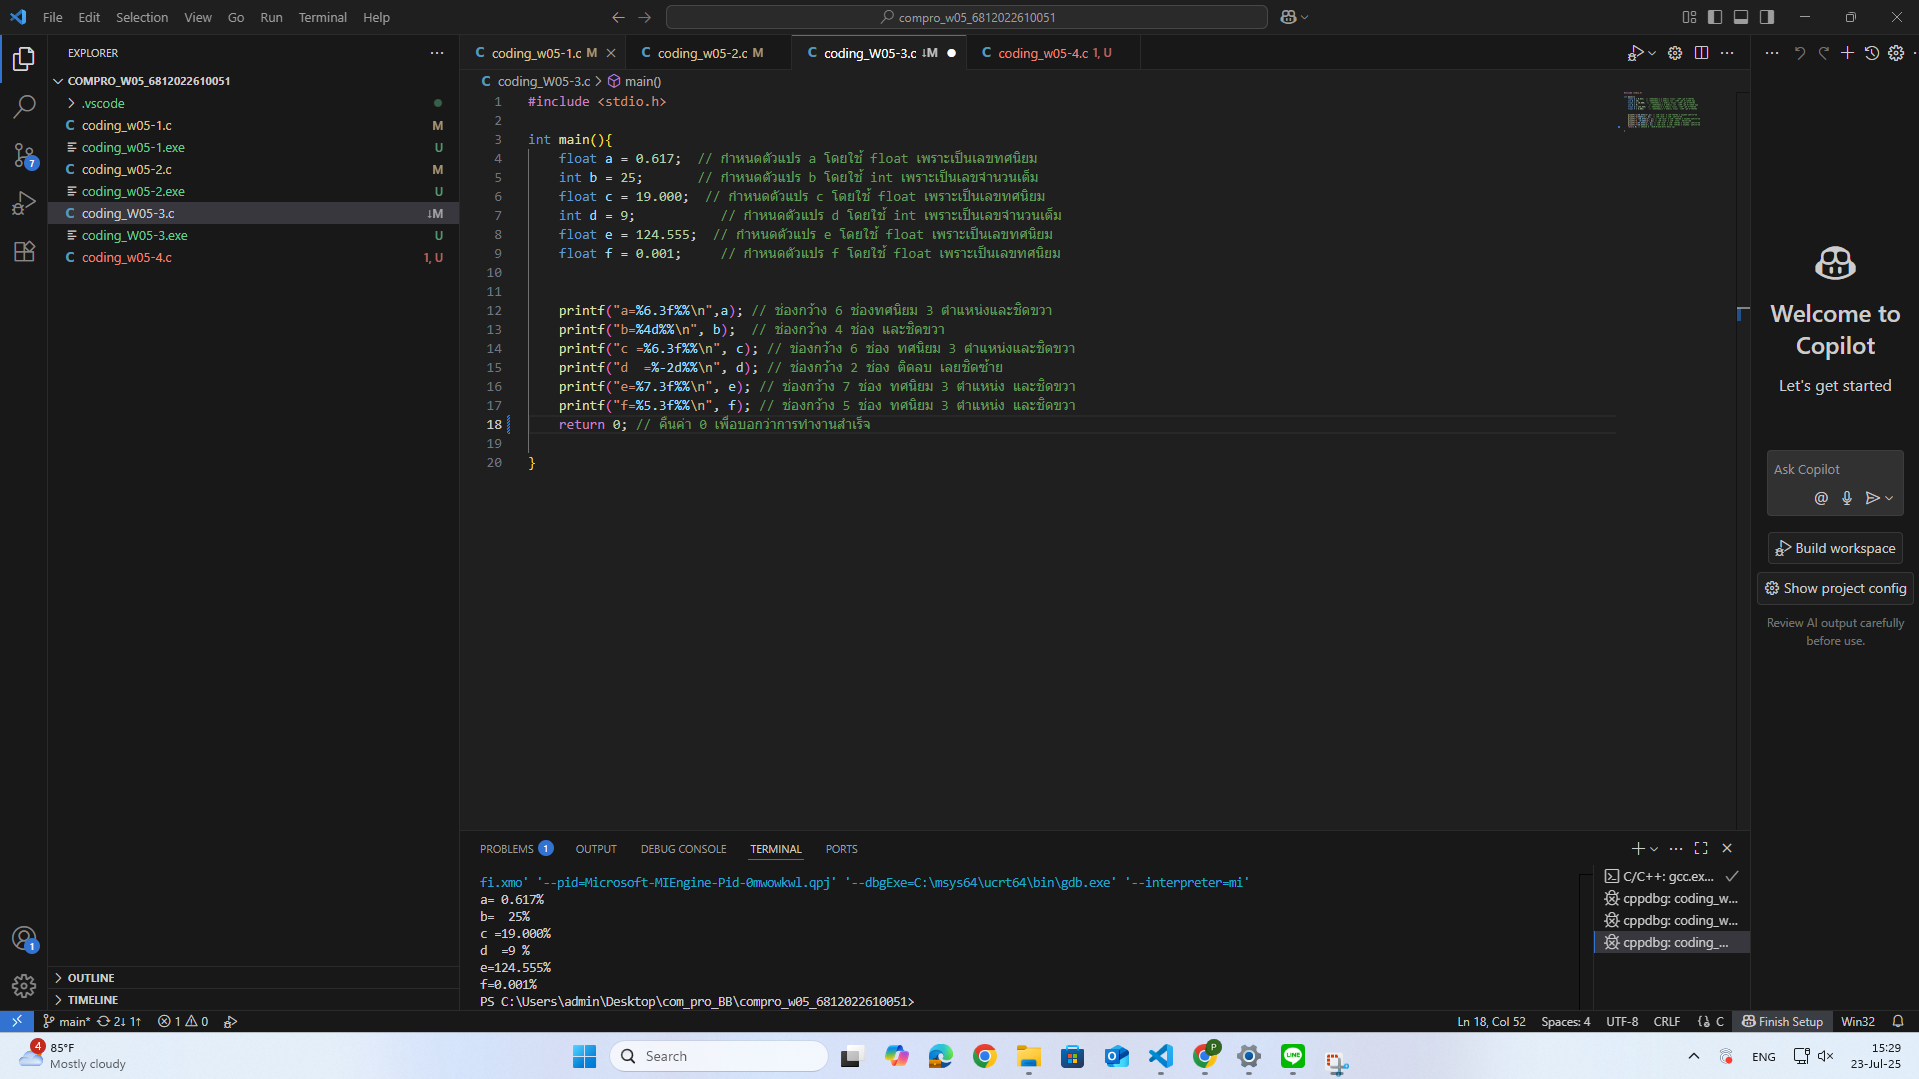 File Edit Selection View Go Run Terminal Help
compro_w05_6812022610051
EXPLORER
COMPRO_W05_6812022610051
.vscode
coding_w05-1.c M
coding_w05-1.exe U
coding_w05-2.c M
coding_w05-2.exe U
coding_W05-3.c ↓M
coding_W05-3.exe U
coding_w05-4.c 1, U
OUTLINE
TIMELINE
7
1
coding_w05-1.c M
coding_w05-2.c M
coding_W05-3.c ↓M
coding_w05-4.c 1, U
coding_W05-3.c > main()
1 #include <stdio.h>
2
3 int main(){
4 float a = 0.617; // กำหนดตัวแปร a โดยใช้ float เพราะเป็นเลขทศนิยม
5 int b = 25; // กำหนดตัวแปร b โดยใช้ int เพราะเป็นเลขจำนวนเต็ม
6 float c = 19.000; // กำหนดตัวแปร c โดยใช้ float เพราะเป็นเลขทศนิยม
7 int d = 9; // กำหนดตัวแปร d โดยใช้ int เพราะเป็นเลขจำนวนเต็ม
8 float e = 124.555; // กำหนดตัวแปร e โดยใช้ float เพราะเป็นเลขทศนิยม
9 float f = 0.001; // กำหนดตัวแปร f โดยใช้ float เพราะเป็นเลขทศนิยม
10
11
12 printf("a=%6.3f%%\n",a); // ช่องกว้าง 6 ช่องทศนิยม 3 ตำแหน่งและชิดขวา
13 printf("b=%4d%%\n", b); // ช่องกว้าง 4 ช่อง และชิดขวา
14 printf("c =%6.3f%%\n", c); // ช่องกว้าง 6 ช่อง ทศนิยม 3 ตำแหน่งและชิดขวา
15 printf("d  =%-2d%%\n", d); // ช่องกว้าง 2 ช่อง ติดลบ เลยชิดซ้าย
16 printf("e=%7.3f%%\n", e); // ช่องกว้าง 7 ช่อง ทศนิยม 3 ตำแหน่ง และชิดขวา
17 printf("f=%5.3f%%\n", f); // ช่องกว้าง 5 ช่อง ทศนิยม 3 ตำแหน่ง และชิดขวา
18 return 0; // คืนค่า 0 เพื่อบอกว่าการทำงานสำเร็จ
19
20 }
Welcome to
Copilot
Let's get started
Ask Copilot
Build workspace
Show project config
Review AI output carefully
before use.
PROBLEMS 1 OUTPUT DEBUG CONSOLE TERMINAL PORTS
fi.xmo' '--pid=Microsoft-MIEngine-Pid-0mwowkwl.qpj' '--dbgExe=C:\msys64\ucrt64\bin\gdb.exe' '--interpreter=mi'
a= 0.617%
b=  25%
c =19.000%
d  =9 %
e=124.555%
f=0.001%
PS C:\Users\admin\Desktop\com_pro_BB\compro_w05_6812022610051>
C/C++: gcc.ex...
cppdbg: coding_w...
cppdbg: coding_w...
cppdbg: coding_...
main* 2↓ 1↑ 1 0
Ln 18, Col 52 Spaces: 4 UTF-8 CRLF C Finish Setup Win32
4
85°F
Mostly cloudy
Search
P
LINE
ENG
15:29
23-Jul-25